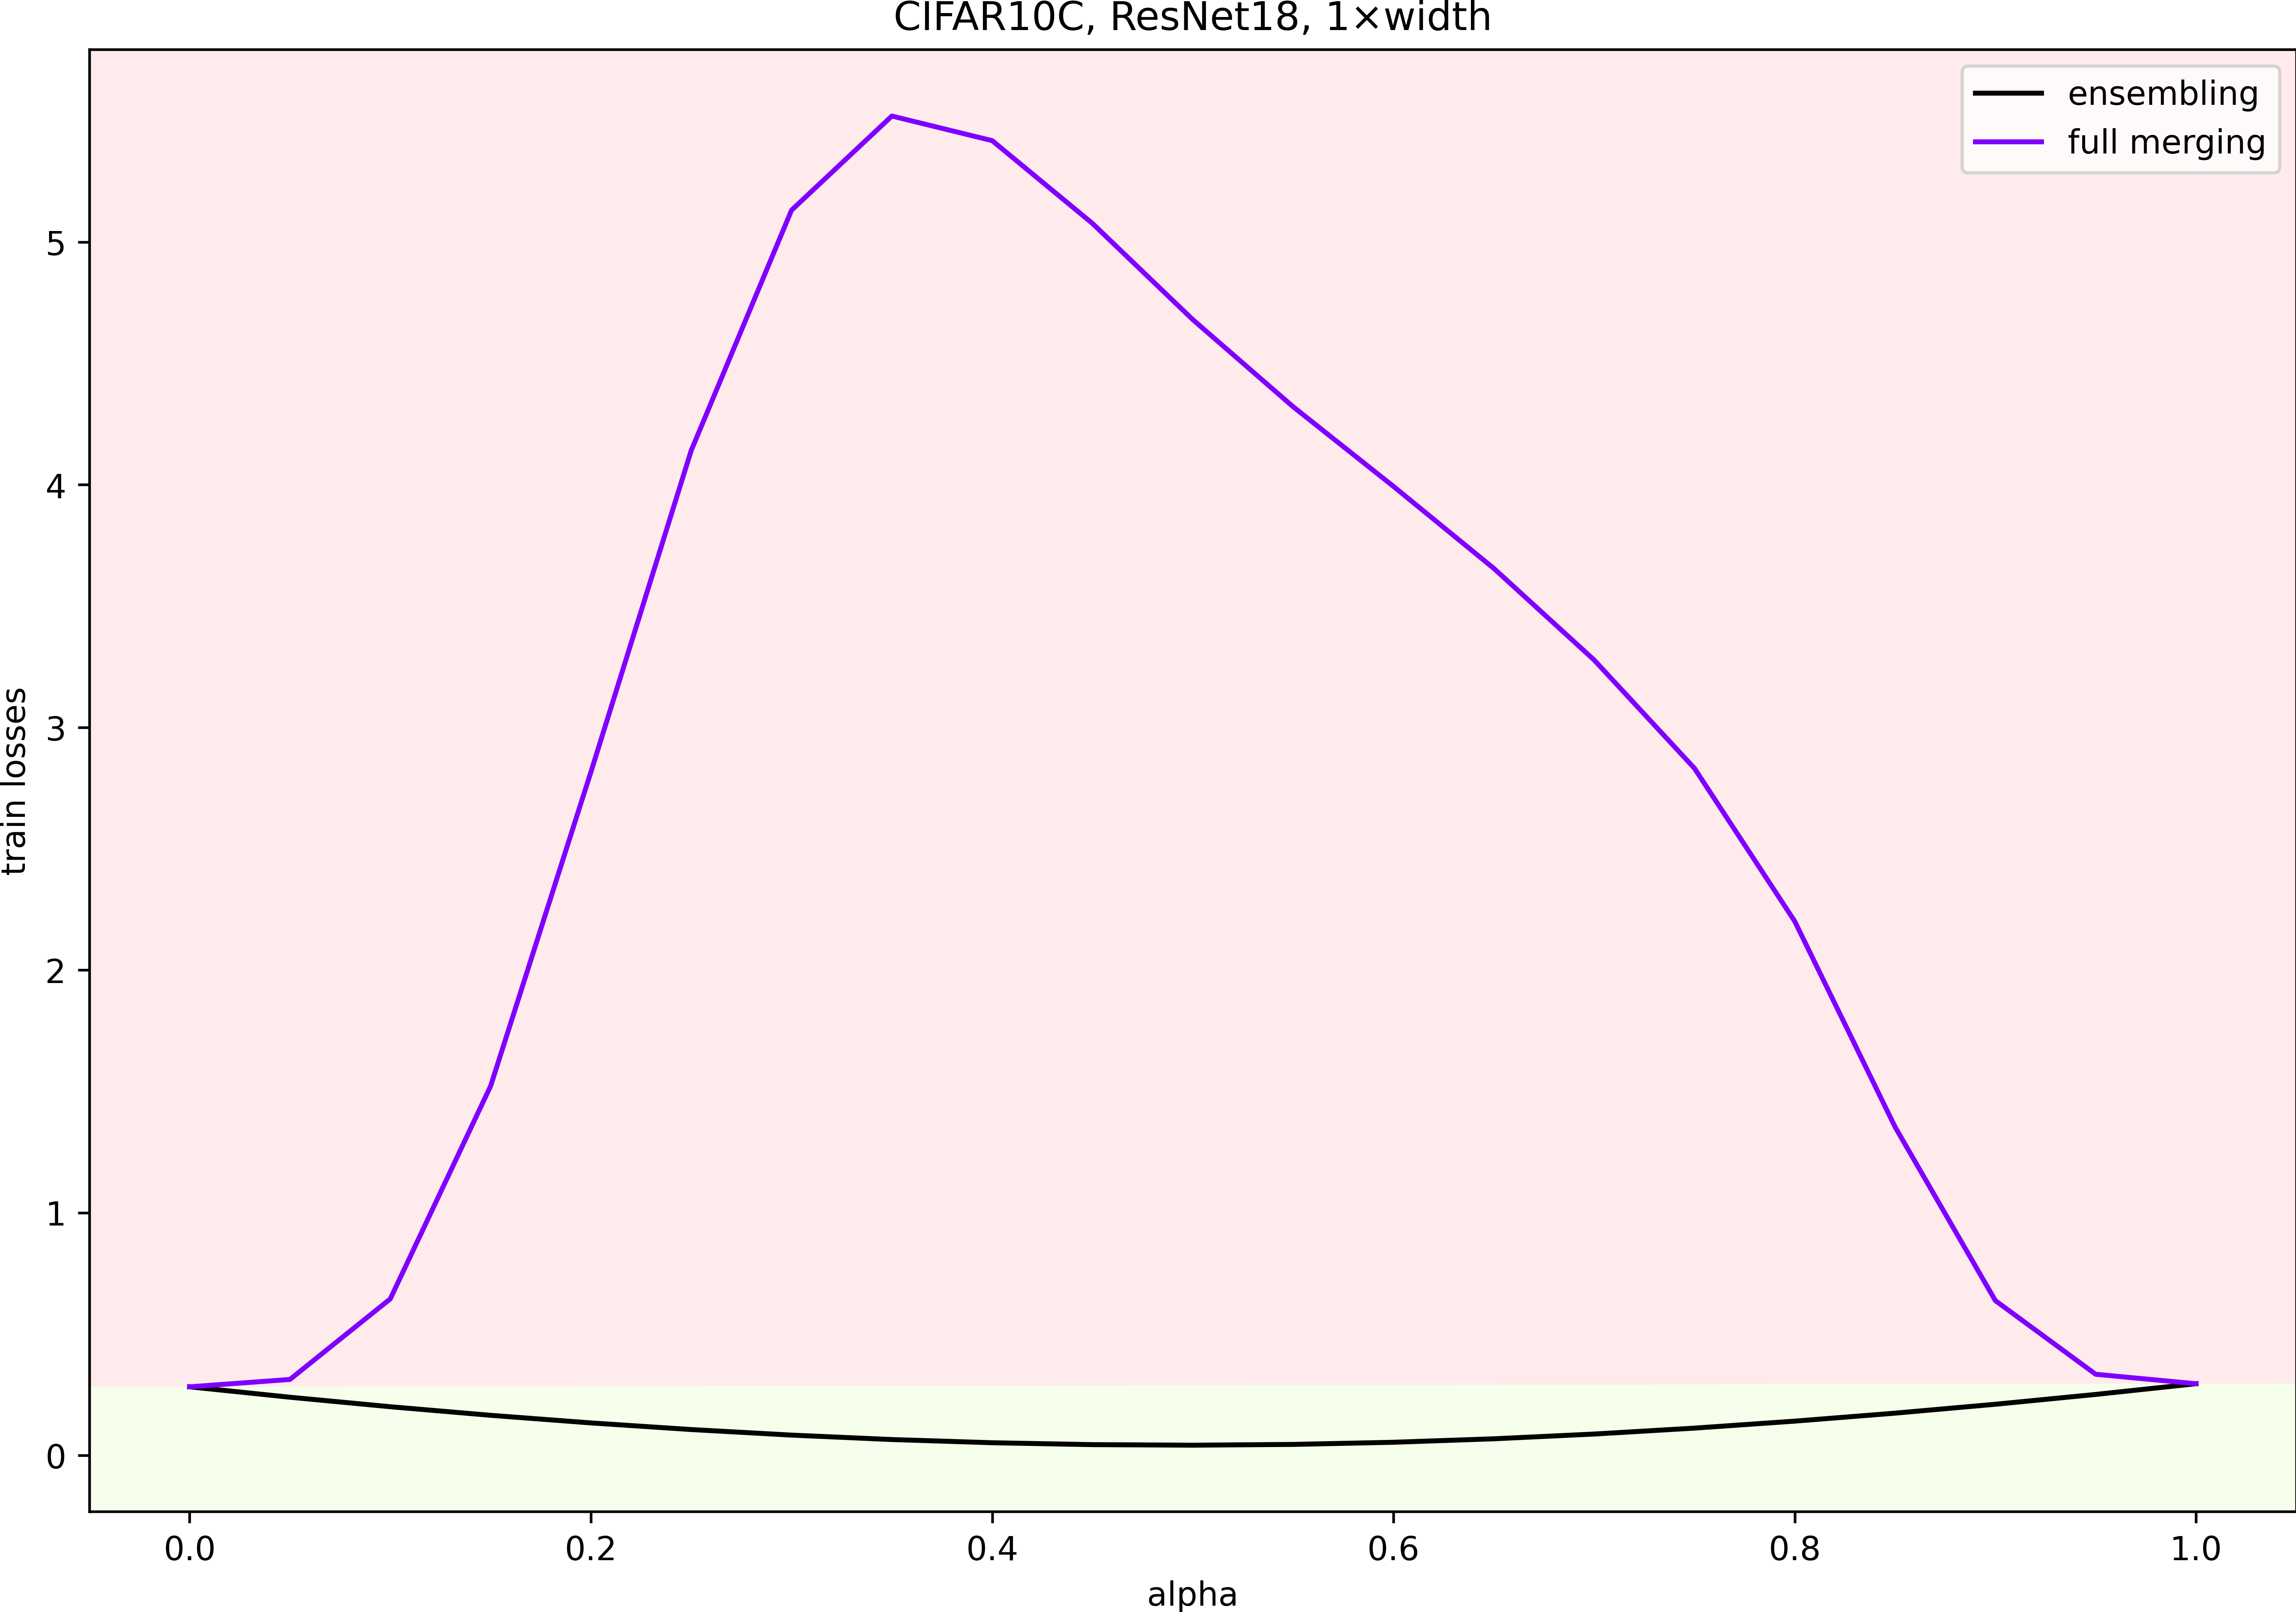 CIFAR10C, ResNet18, 1×width
ensembling
full merging
train losses
5
4
3
2
1
0
0.0 0.2 0.4 0.6 0.8 1.0
alpha